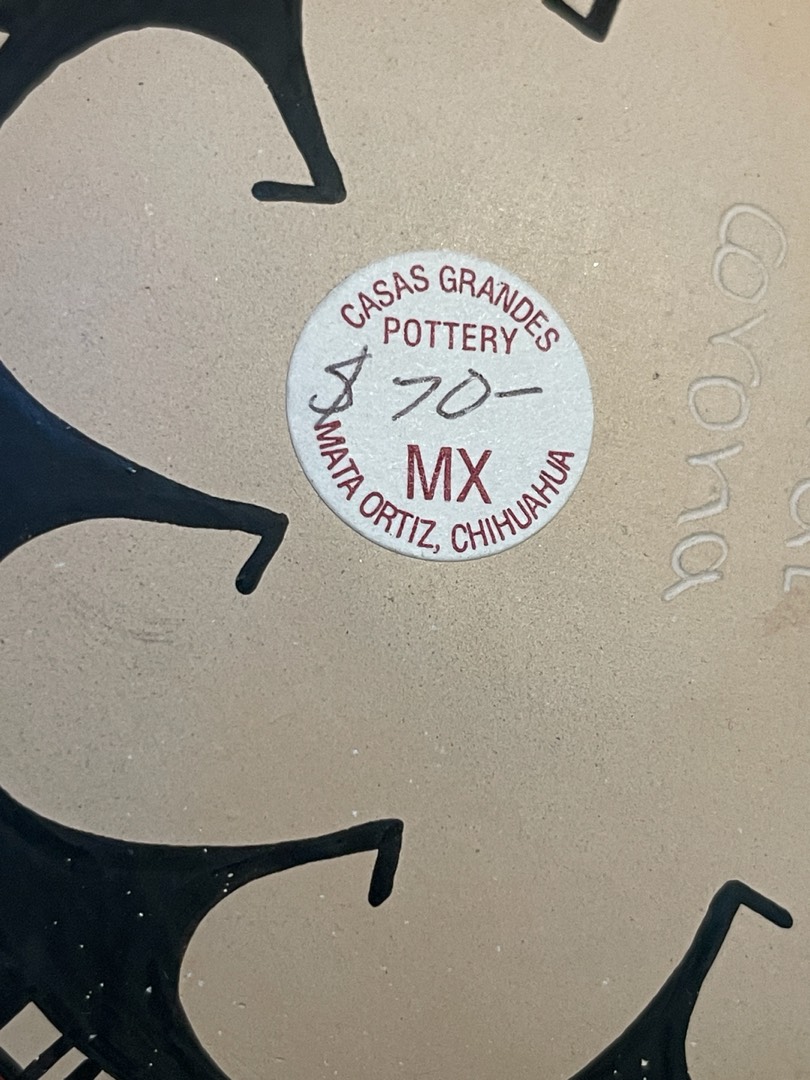 CASAS GRANDES
POTTERY
$ 70-
MX
MATA ORTIZ, CHIHUAHUA
Corona